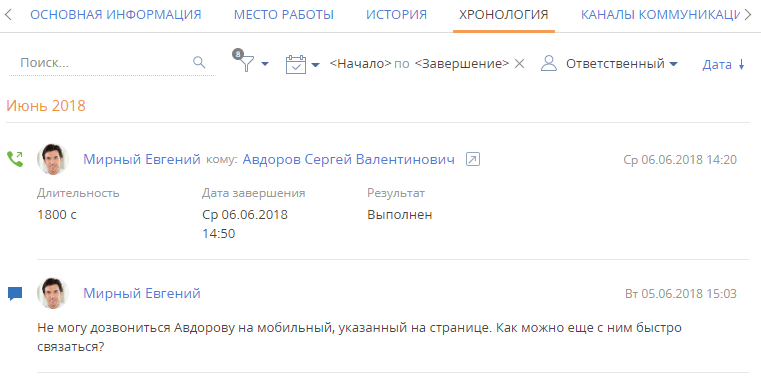 ОСНОВНАЯ ИНФОРМАЦИЯ МЕСТО РАБОТЫ ИСТОРИЯ ХРОНОЛОГИЯ КАНАЛЫ КОММУНИКАЦИ
Поиск... 8 <Начало> по <Завершение> Ответственный Дата
Июнь 2018
Мирный Евгений кому: Авдоров Сергей Валентинович Ср 06.06.2018 14:20
Длительность Дата завершения Результат
1800 с Ср 06.06.2018 Выполнен
14:50
Мирный Евгений Вт 05.06.2018 15:03
Не могу дозвониться Авдорову на мобильный, указанный на странице. Как можно еще с ним быстро
связаться?